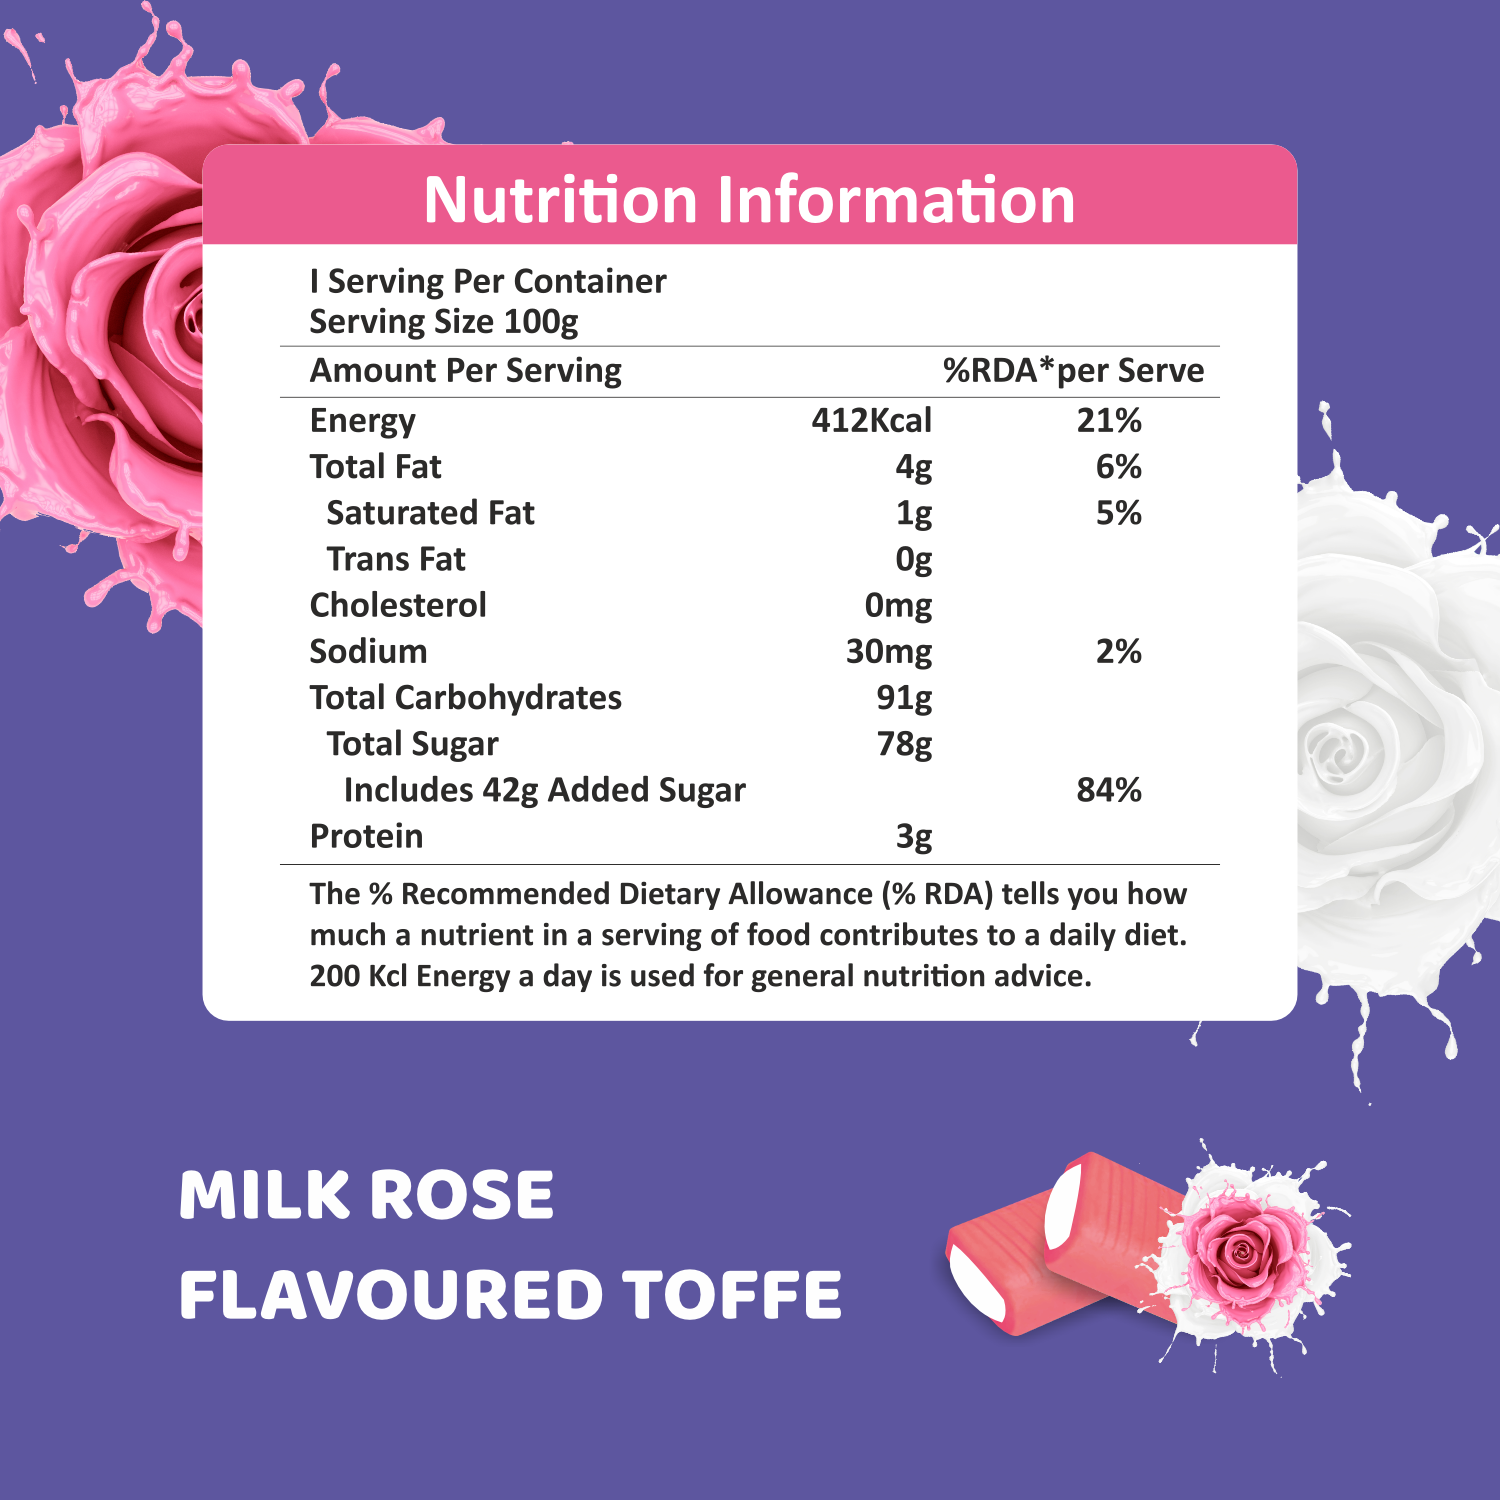 Nutrition Information
I Serving Per Container
Serving Size 100g
Amount Per Serving %RDA*per Serve
Energy 412Kcal 21%
Total Fat 4g 6%
Saturated Fat 1g 5%
Trans Fat 0g
Cholesterol 0mg
Sodium 30mg 2%
Total Carbohydrates 91g
Total Sugar 78g
Includes 42g Added Sugar 84%
Protein 3g
The % Recommended Dietary Allowance (% RDA) tells you how
much a nutrient in a serving of food contributes to a daily diet.
200 Kcl Energy a day is used for general nutrition advice.
MILK ROSE
FLAVOURED TOFFE